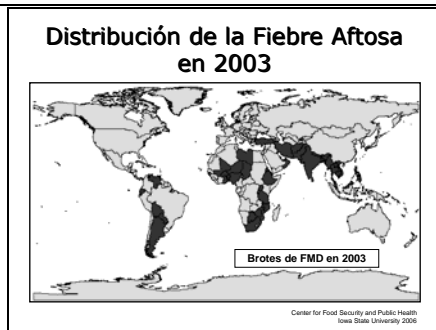 Distribución de la Fiebre Aftosa
en 2003
Brotes de FMD en 2003
Center for Food Security and Public Health
Iowa State University 2006